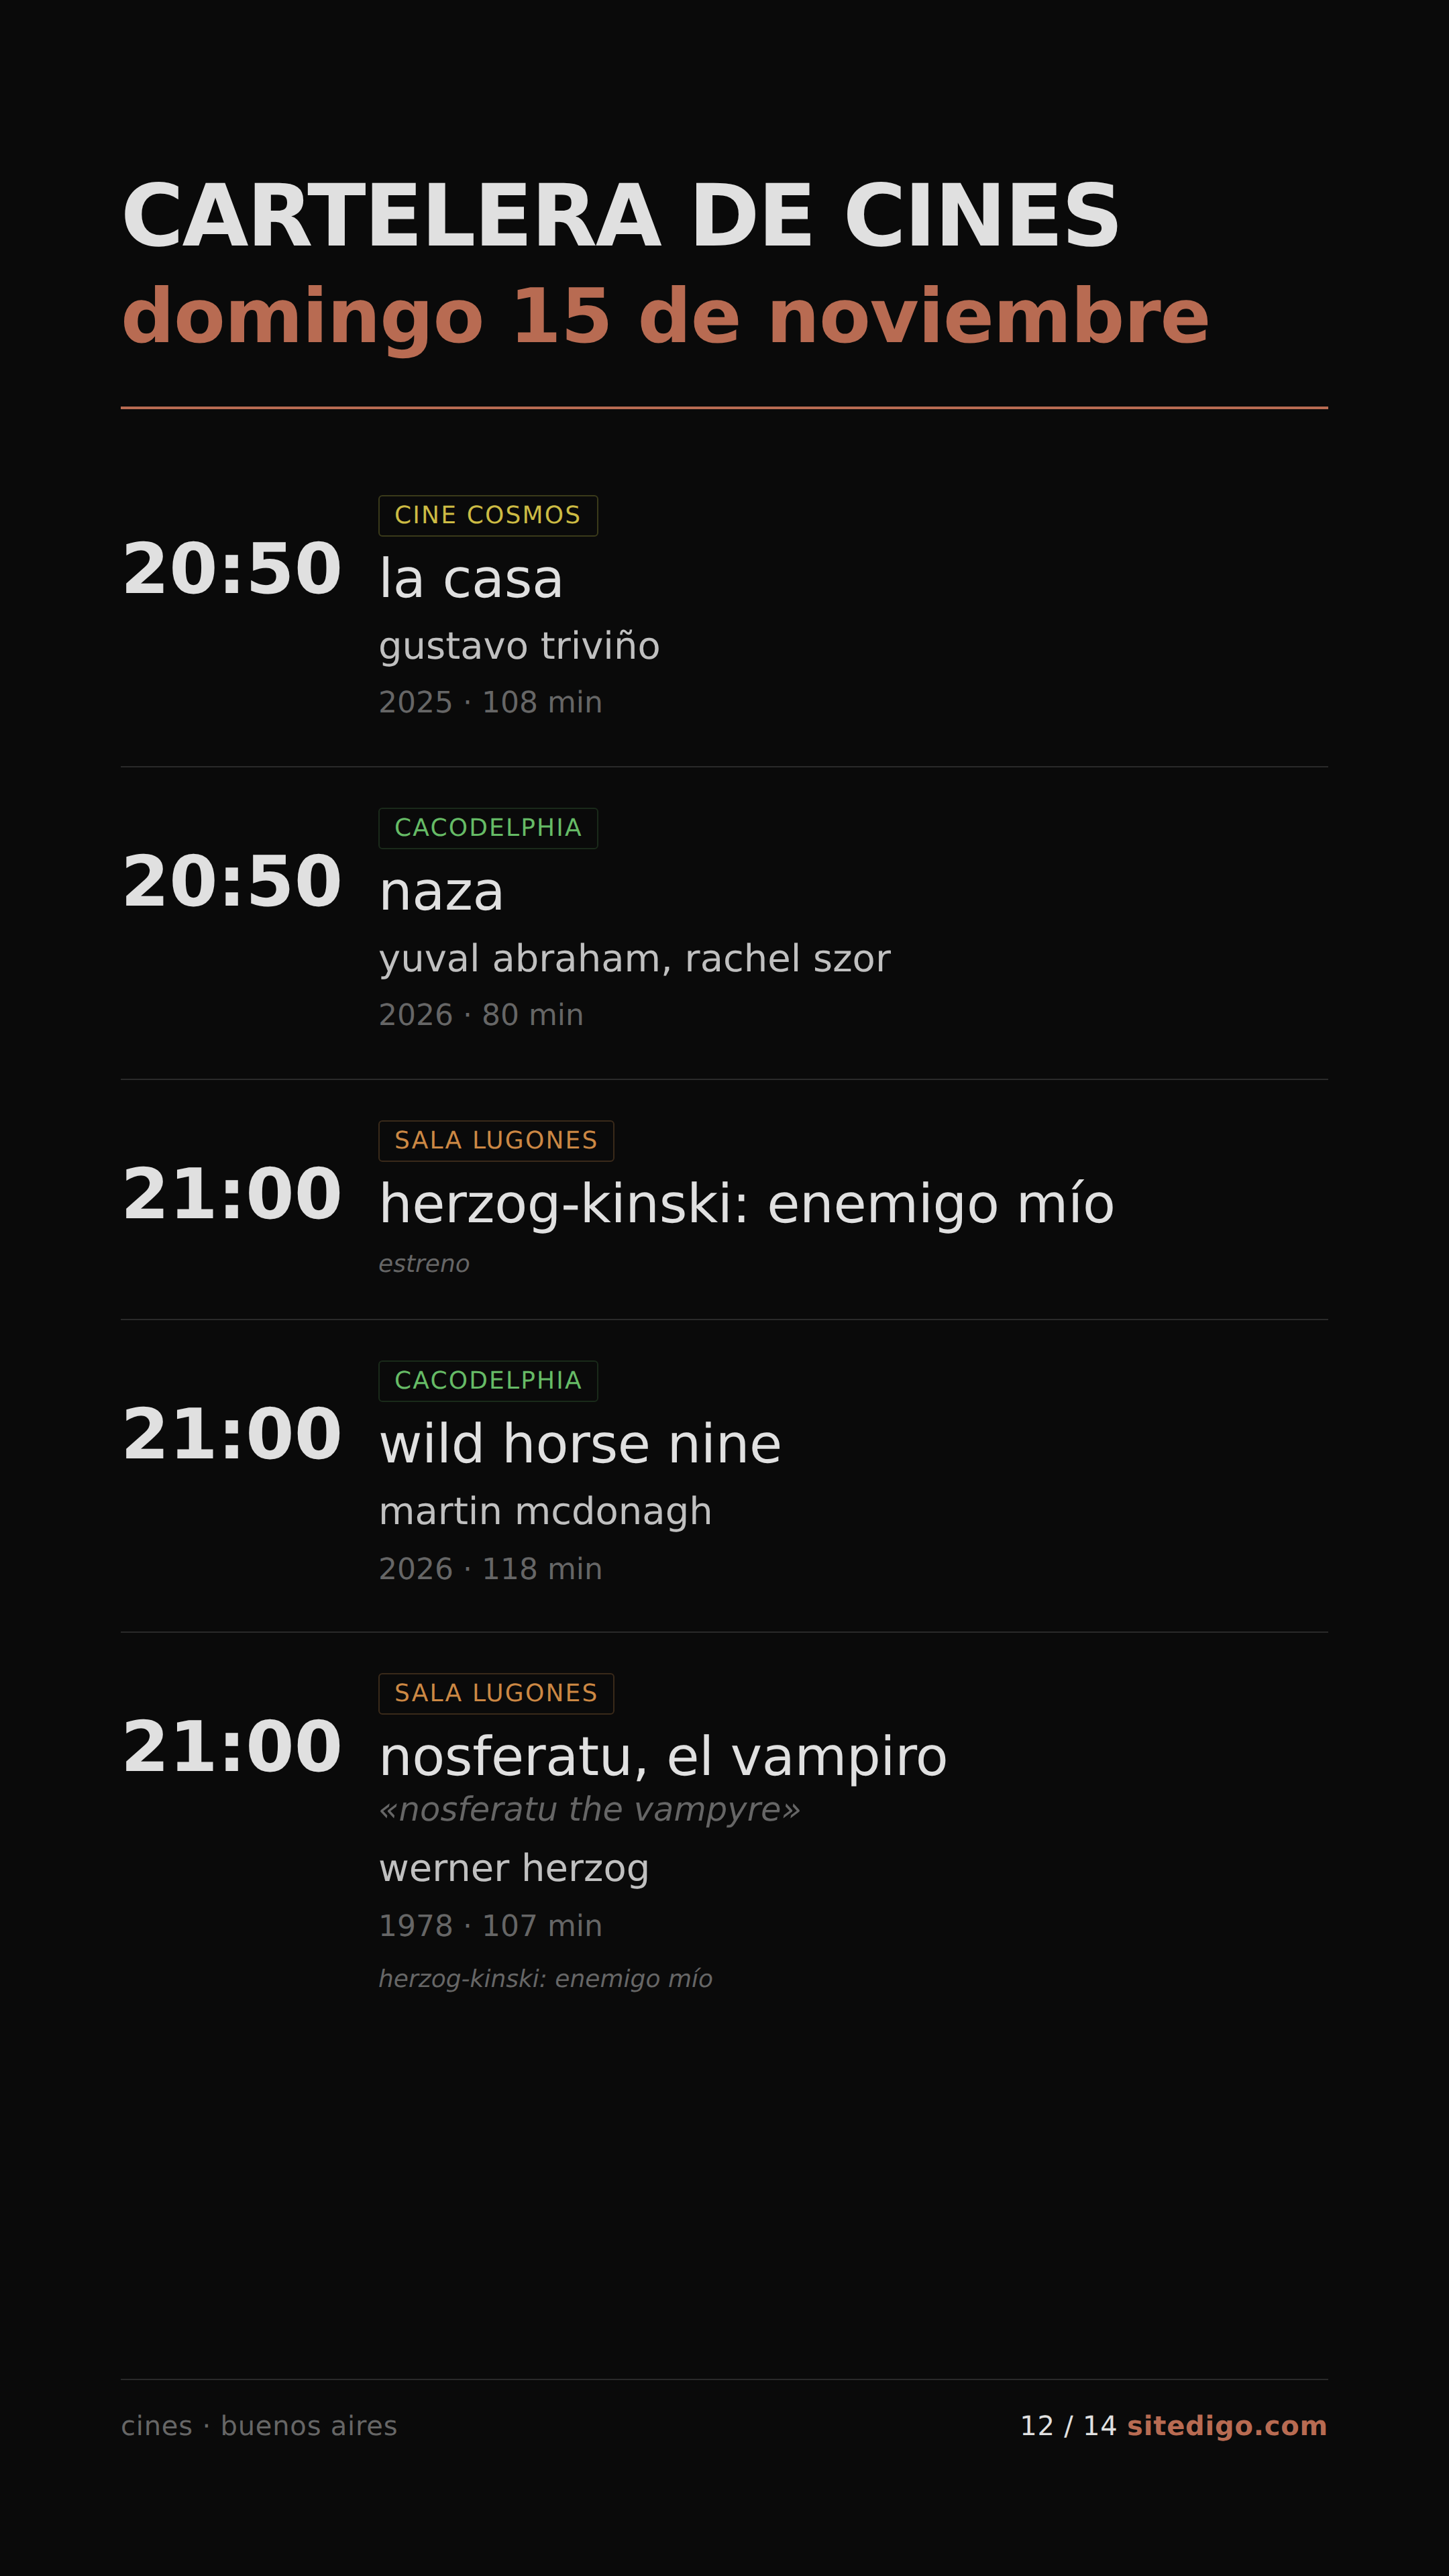 CARTELERA DE CINES
domingo 15 de noviembre
CINE COSMOS
20:50
la casa
gustavo triviño
2025 · 108 min
CACODELPHIA
20:50
naza
yuval abraham, rachel szor
2026 · 80 min
SALA LUGONES
21:00
herzog-kinski: enemigo mío
estreno
CACODELPHIA
21:00
wild horse nine
martin mcdonagh
2026 · 118 min
SALA LUGONES
21:00
nosferatu, el vampiro
«nosferatu the vampyre»
werner herzog
1978 · 107 min
herzog-kinski: enemigo mío
cines · buenos aires
12 / 14 sitedigo.com